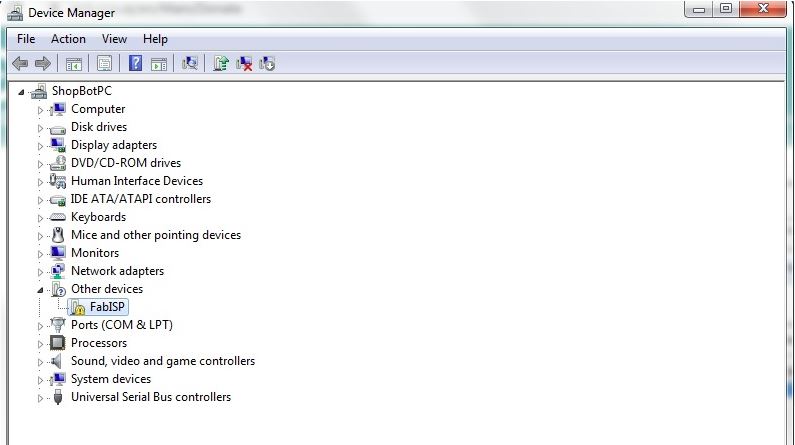 Device Manager
File Action View Help
ShopBotPC
Computer
Disk drives
Display adapters
DVD/CD-ROM drives
Human Interface Devices
IDE ATA/ATAPI controllers
Keyboards
Mice and other pointing devices
Monitors
Network adapters
Other devices
FabISP
Ports (COM & LPT)
Processors
Sound, video and game controllers
System devices
Universal Serial Bus controllers